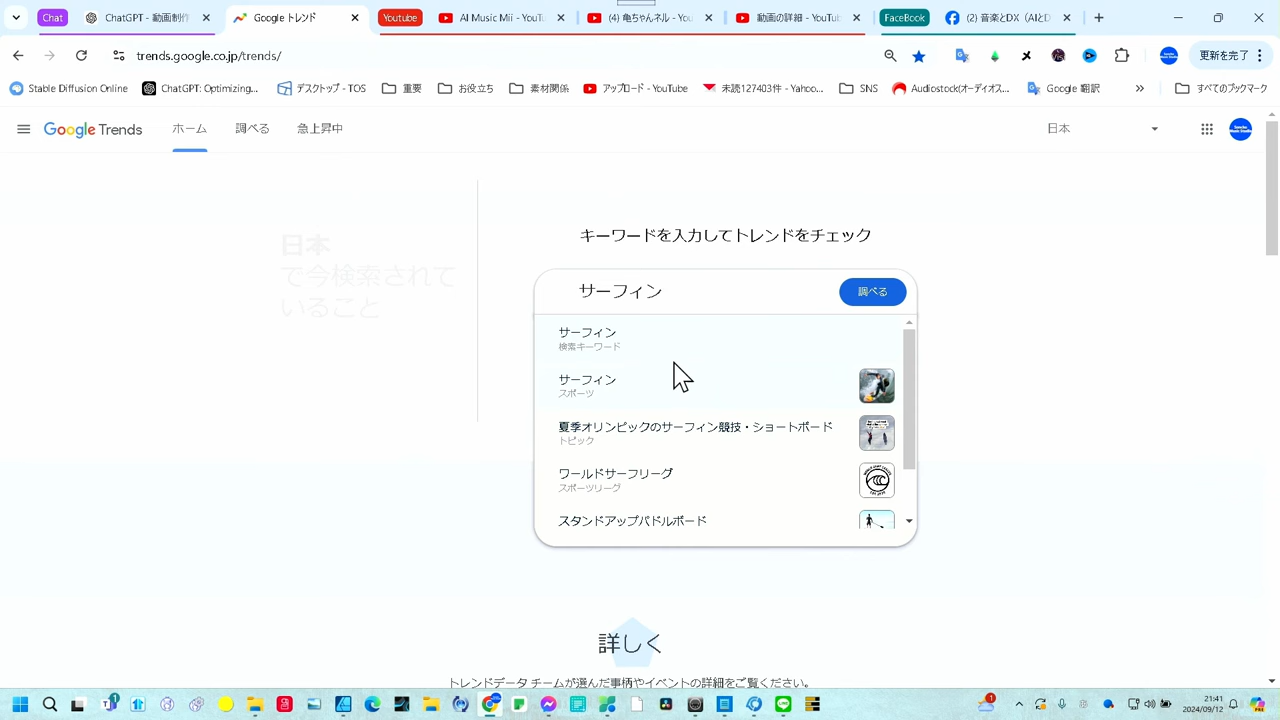 Chat
ChatGPT - 動画制作
Google トレンド
Youtube
AI Music Mii - YouTu
(4) 亀ちゃんネル - You
動画の詳細 - YouTube
FaceBook
(2) 音楽とDX（AIとD
trends.google.co.jp/trends/
更新を完了
Stable Diffusion Online
ChatGPT: Optimizing...
デスクトップ - TOS
重要
お役立ち
素材関係
アップロード - YouTube
未読127403件 - Yahoo...
SNS
Audiostock(オーディオス...
Google 翻訳
»
すべてのブックマーク
Google Trends
ホーム
調べる
急上昇中
日本
日本
で今検索されて
いること
キーワードを入力してトレンドをチェック
サーフィン
調べる
サーフィン
検索キーワード
サーフィン
スポーツ
夏季オリンピックのサーフィン競技・ショートボード
トピック
ワールドサーフリーグ
スポーツリーグ
スタンドアップパドルボード
詳しく
トレンドデータ チームが選んだ事柄やイベントの詳細をご覧ください。
21:41
2024/09/12